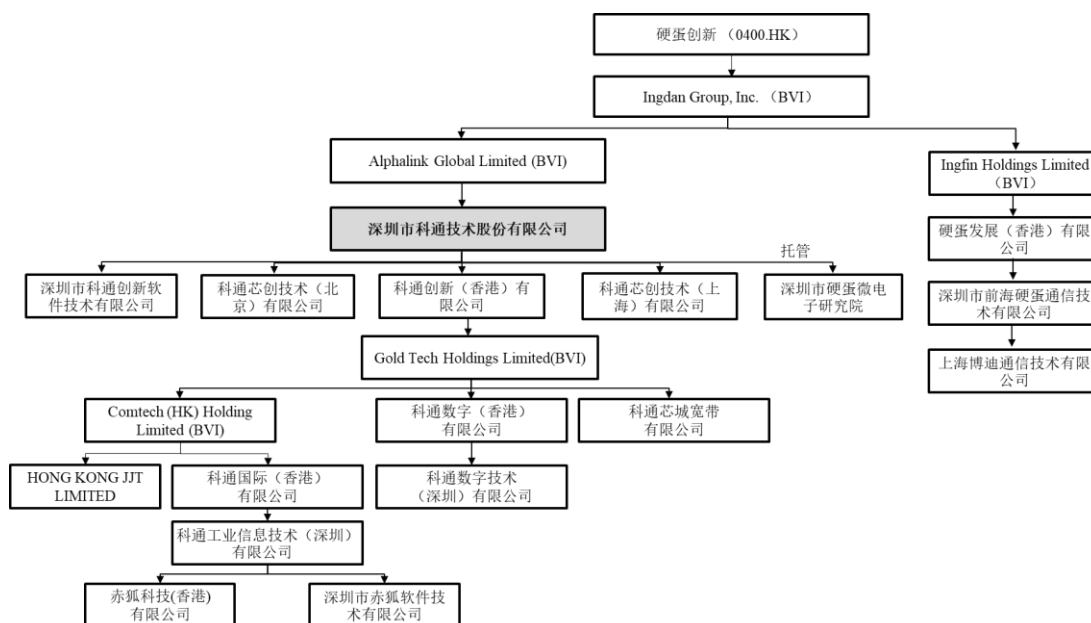 硬蛋创新 （0400.HK）
Ingdan Group, Inc. （BVI）
Alphalink Global Limited (BVI)
Ingfin Holdings Limited
（BVI）
深圳市科通技术股份有限公司
硬蛋发展（香港）有限
公司
托管
深圳市科通创新软
件技术有限公司
科通芯创技术（北
京）有限公司
科通创新（香港）有
限公司
科通芯创技术（上
海）有限公司
深圳市硬蛋微电
子研究院
深圳市前海硬蛋通信技
术有限公司
Gold Tech Holdings Limited(BVI)
上海博迪通信技术有限
公司
Comtech (HK) Holding
Limited (BVI)
科通数字（香港）
有限公司
科通芯城宽带
有限公司
HONG KONG JJT
LIMITED
科通国际（香港）
有限公司
科通数字技术
（深圳）有限公司
科通工业信息技术（深圳）
有限公司
赤狐科技(香港)
有限公司
深圳市赤狐软件技
术有限公司